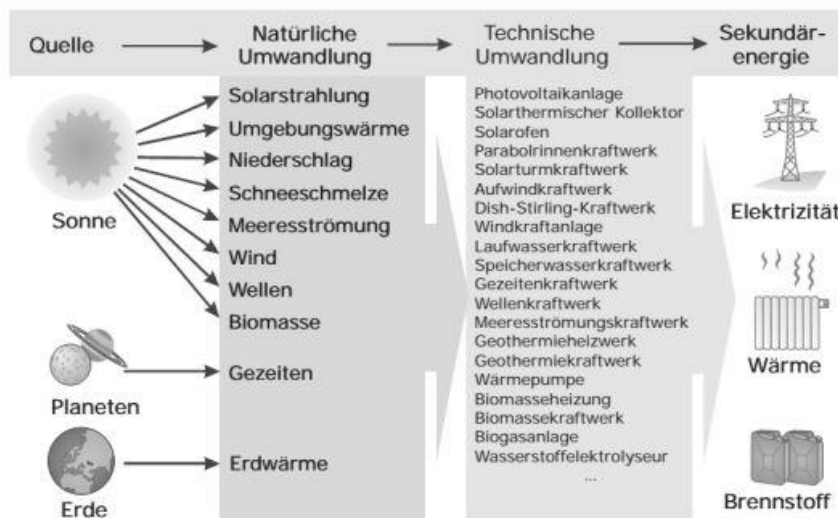 Quelle
Natürliche
Umwandlung
Technische
Umwandlung
Sekundär-
energie
Sonne
Planeten
Erde
Solarstrahlung
Umgebungswärme
Niederschlag
Schneeschmelze
Meeresströmung
Wind
Wellen
Biomasse
Gezeiten
Erdwärme
Photovoltaikanlage
Solarthermischer Kollektor
Solarofen
Parabolrinnenkraftwerk
Solarturmkraftwerk
Aufwindkraftwerk
Dish-Stirling-Kraftwerk
Windkraftanlage
Laufwasserkraftwerk
Speicherwasserkraftwerk
Gezeitenkraftwerk
Wellenkraftwerk
Meeresströmungskraftwerk
Geothermieheizwerk
Geothermiekraftwerk
Wärmepumpe
Biomasseheizung
Biomassekraftwerk
Biogasanlage
Wasserstoffelektrolyseur
...
Elektrizität
Wärme
Brennstoff